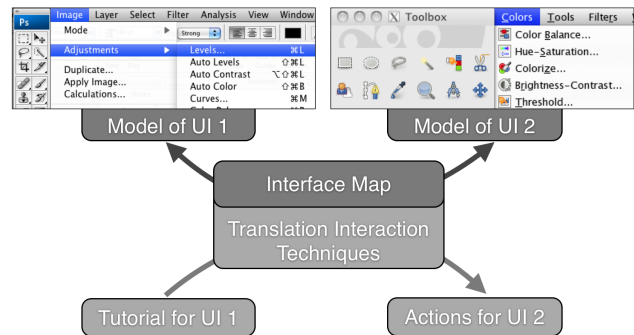 Ps
Image Layer Select Filter Analysis View Window
Mode
Strong
Adjustments
Levels... ⌘L
Auto Levels ⇧⌘L
Auto Contrast ⌥⇧⌘L
Auto Color ⇧⌘B
Curves... ⌘M
Duplicate...
Apply Image...
Calculations...
X Toolbox
Colors Tools Filters
Color Balance...
Hue-Saturation...
Colorize...
Brightness-Contrast...
Threshold...
Model of UI 1
Model of UI 2
Interface Map
Translation Interaction
Techniques
Tutorial for UI 1
Actions for UI 2